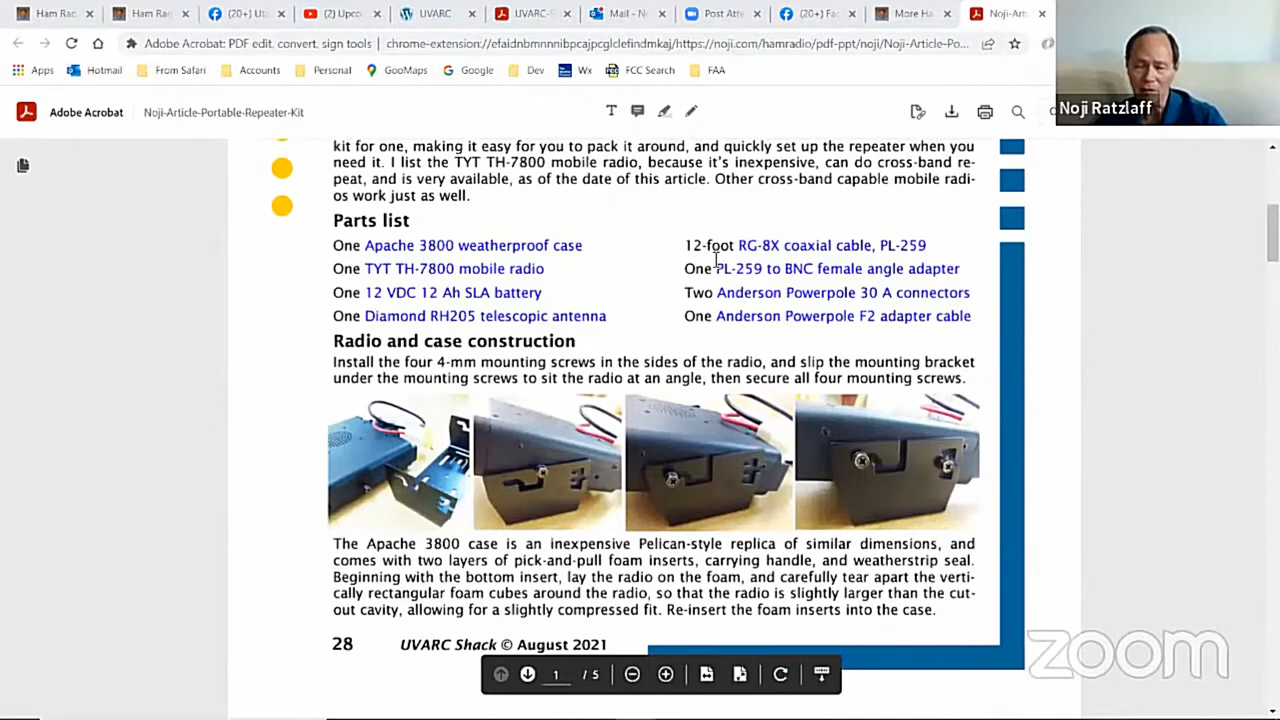 Ham Rad
Ham Rad
(20+) Uta
(2) Upco
UVARC
UVARC-
Mail - N
Post Atte
(20+) Fac
More Ha
Noji-Arti
Adobe Acrobat: PDF edit, convert, sign tools
chrome-extension://efaidnbmnnnibpcajpcglclefindmkaj/https://noji.com/hamradio/pdf-ppt/noji/Noji-Article-Po...
Apps
Hotmail
From Safari
Accounts
Personal
GooMaps
Google
Dev
Wx
FCC Search
FAA
Noji Ratzlaff
Adobe Acrobat
Noji-Article-Portable-Repeater-Kit
kit for one, making it easy for you to pack it around, and quickly set up the repeater when you
need it. I list the TYT TH-7800 mobile radio, because it's inexpensive, can do cross-band re-
peat, and is very available, as of the date of this article. Other cross-band capable mobile radi-
os work just as well.
Parts list
One Apache 3800 weatherproof case
One TYT TH-7800 mobile radio
One 12 VDC 12 Ah SLA battery
One Diamond RH205 telescopic antenna
12-foot RG-8X coaxial cable, PL-259
One PL-259 to BNC female angle adapter
Two Anderson Powerpole 30 A connectors
One Anderson Powerpole F2 adapter cable
Radio and case construction
Install the four 4-mm mounting screws in the sides of the radio, and slip the mounting bracket
under the mounting screws to sit the radio at an angle, then secure all four mounting screws.
The Apache 3800 case is an inexpensive Pelican-style replica of similar dimensions, and
comes with two layers of pick-and-pull foam inserts, carrying handle, and weatherstrip seal.
Beginning with the bottom insert, lay the radio on the foam, and carefully tear apart the verti-
cally rectangular foam cubes around the radio, so that the radio is slightly larger than the cut-
out cavity, allowing for a slightly compressed fit. Re-insert the foam inserts into the case.
28
UVARC Shack © August 2021
1 / 5
zoom